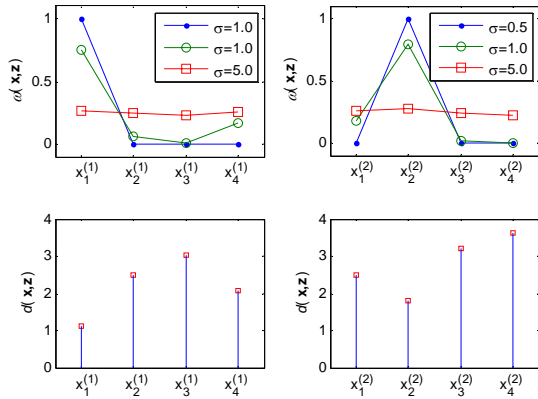 ω( x,z)
1
0.5
0
σ=1.0
σ=1.0
σ=5.0
x₁⁽¹⁾ x₂⁽¹⁾ x₃⁽¹⁾ x₄⁽¹⁾
ω( x,z)
1
0.5
0
σ=0.5
σ=1.0
σ=5.0
x₁⁽²⁾ x₂⁽²⁾ x₃⁽²⁾ x₄⁽²⁾
d( x,z)
4
3
2
1
0
x₁⁽¹⁾ x₂⁽¹⁾ x₃⁽¹⁾ x₄⁽¹⁾
d( x,z)
4
3
2
1
0
x₁⁽²⁾ x₂⁽²⁾ x₃⁽²⁾ x₄⁽²⁾